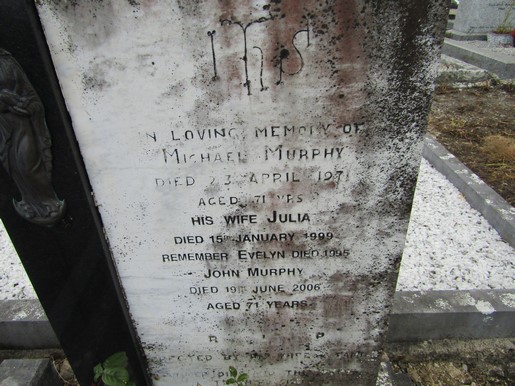 IHS
IN LOVING MEMORY OF
MICHAEL MURPHY
DIED 23 APRIL 197
AGED 71 YRS
HIS WIFE JULIA
DIED 15TH JANUARY 1999
REMEMBER EVELYN DIED 1995
JOHN MURPHY
DIED 19TH JUNE 2006
AGED 71 YEARS
R I P